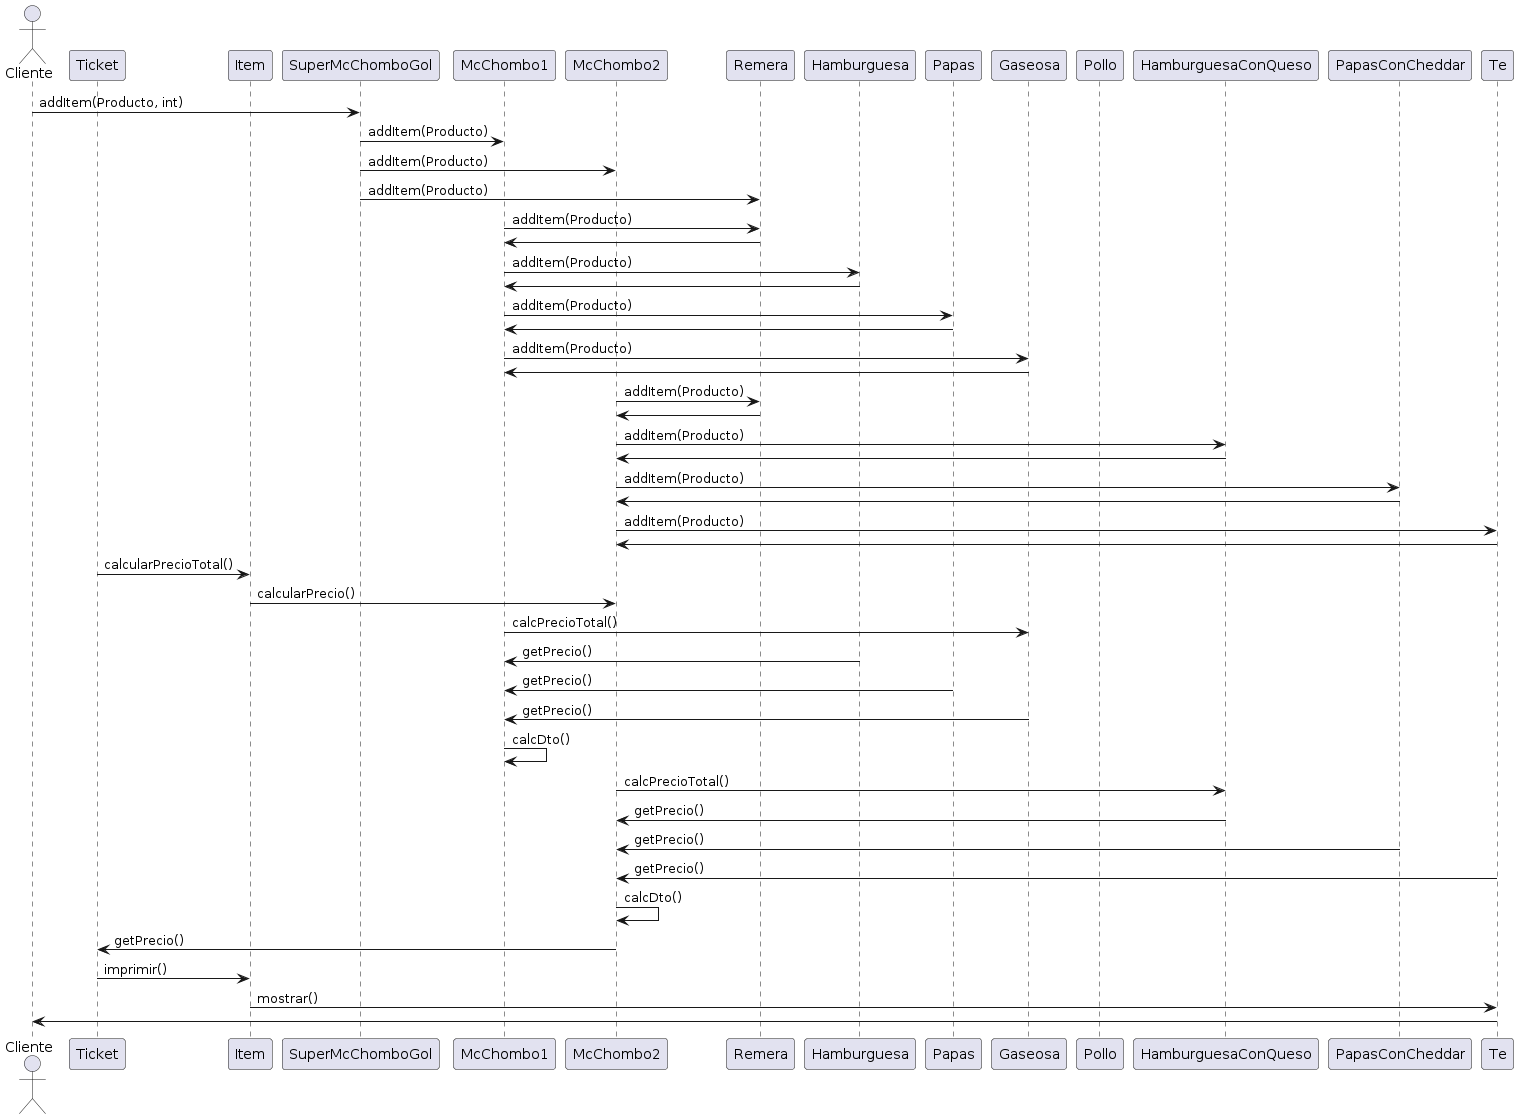 Cliente
Ticket
Item
SuperMcChomboGol
McChombo1
McChombo2
Remera
Hamburguesa
Papas
Gaseosa
Pollo
HamburguesaConQueso
PapasConCheddar
Te
addItem(Producto, int)
addItem(Producto)
addItem(Producto)
addItem(Producto)
addItem(Producto)
addItem(Producto)
addItem(Producto)
addItem(Producto)
addItem(Producto)
addItem(Producto)
addItem(Producto)
addItem(Producto)
calcularPrecioTotal()
calcularPrecio()
calcPrecioTotal()
getPrecio()
getPrecio()
getPrecio()
calcDto()
calcPrecioTotal()
getPrecio()
getPrecio()
getPrecio()
calcDto()
getPrecio()
imprimir()
mostrar()
Cliente
Ticket
Item
SuperMcChomboGol
McChombo1
McChombo2
Remera
Hamburguesa
Papas
Gaseosa
Pollo
HamburguesaConQueso
PapasConCheddar
Te